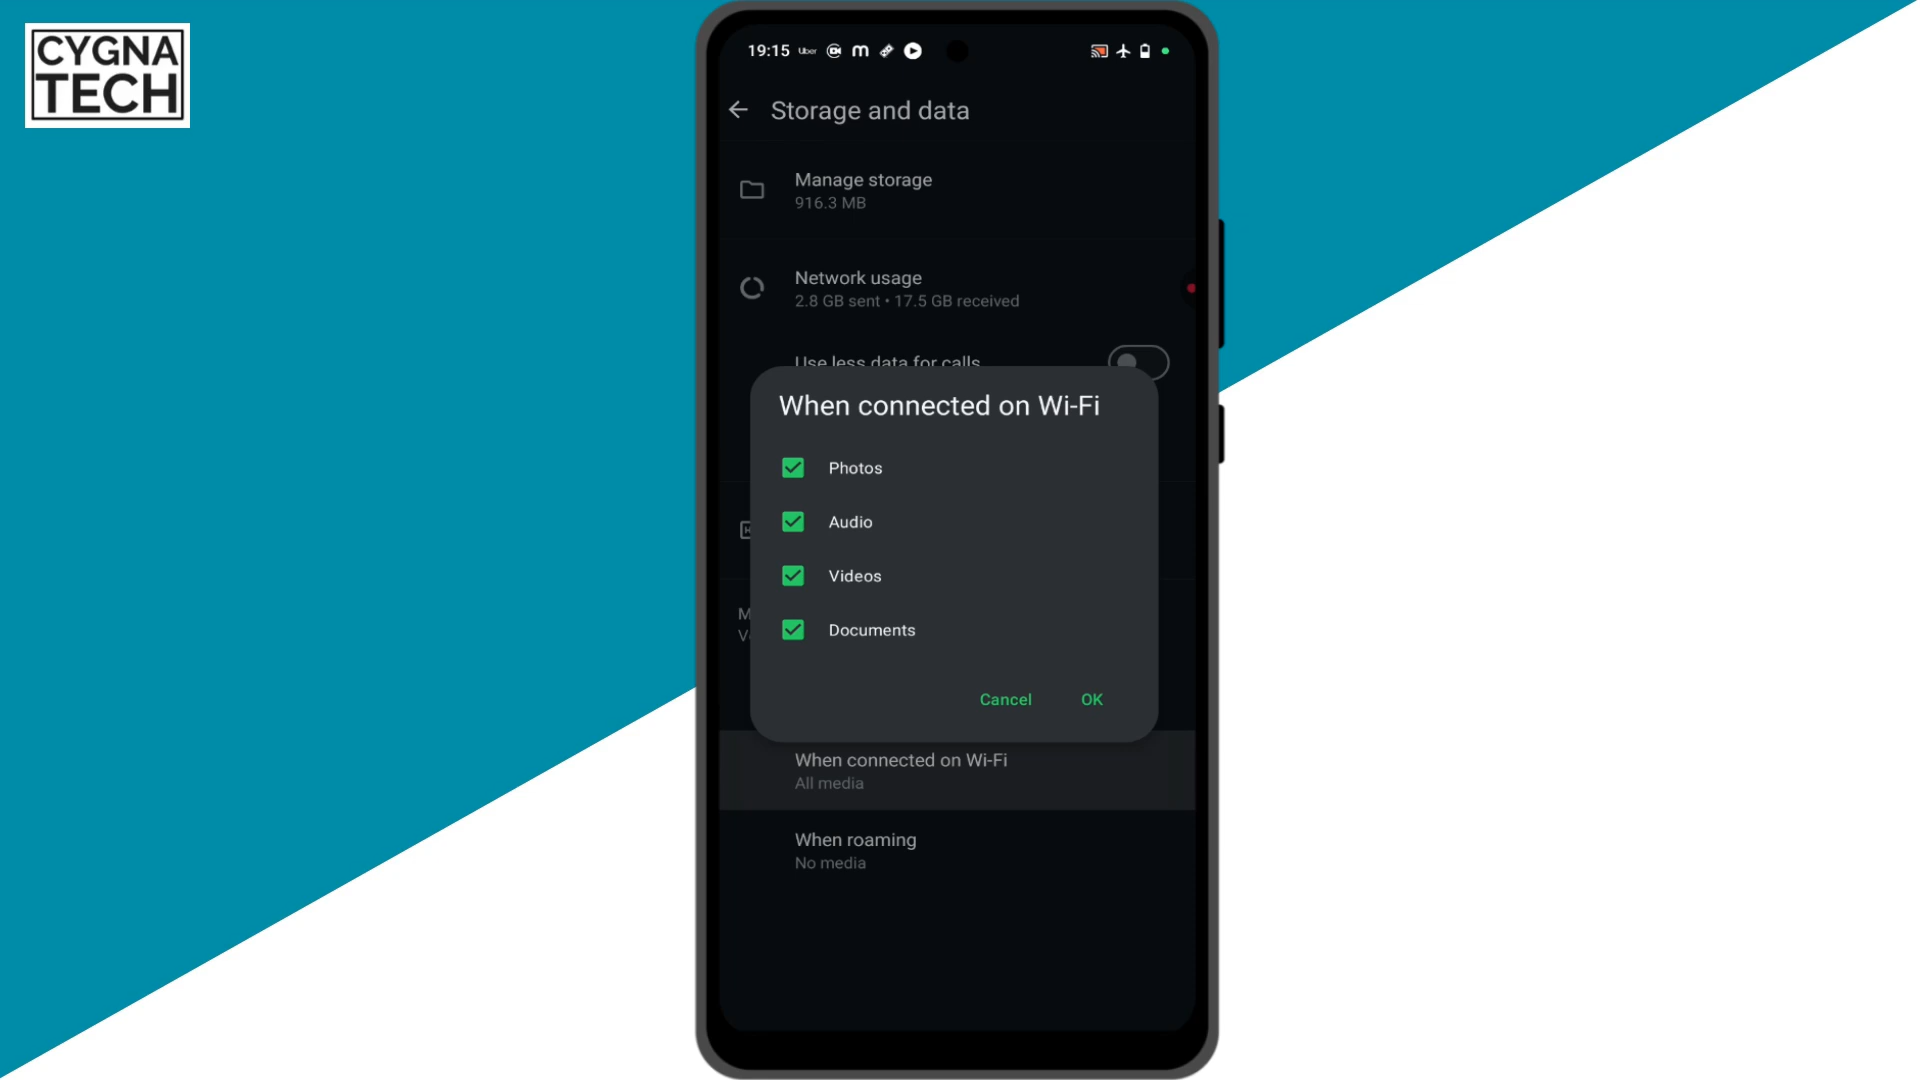 CYGNA
TECH
19:15 Uber
Storage and data
Manage storage
916.3 MB
Network usage
2.8 GB sent • 17.5 GB received
Use less data for calls
When connected on Wi-Fi
Photos
Audio
Videos
Documents
Cancel OK
When connected on Wi-Fi
All media
When roaming
No media